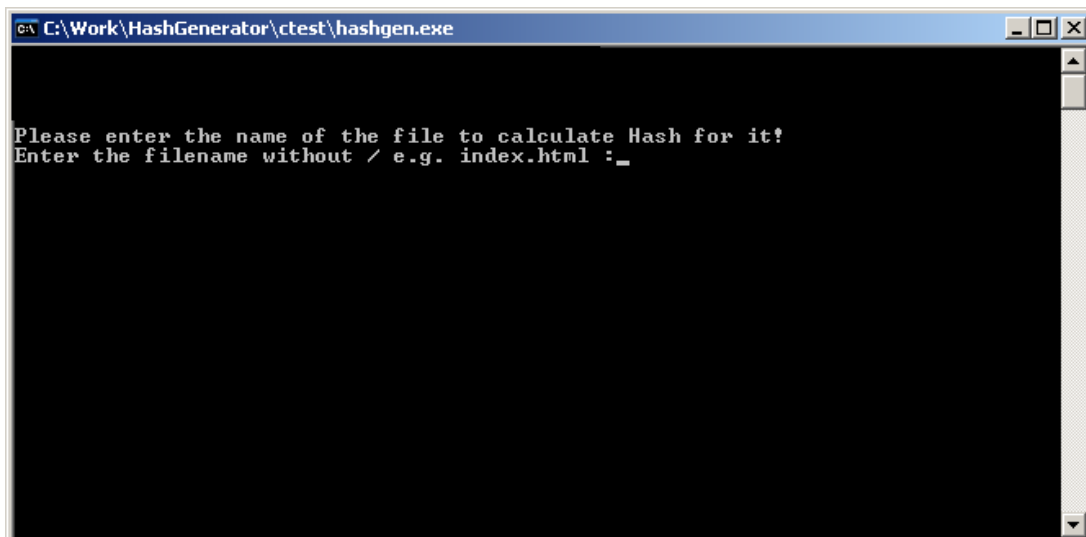 C:\Work\HashGenerator\ctest\hashgen.exe
Please enter the name of the file to calculate Hash for it!
Enter the filename without / e.g. index.html :_